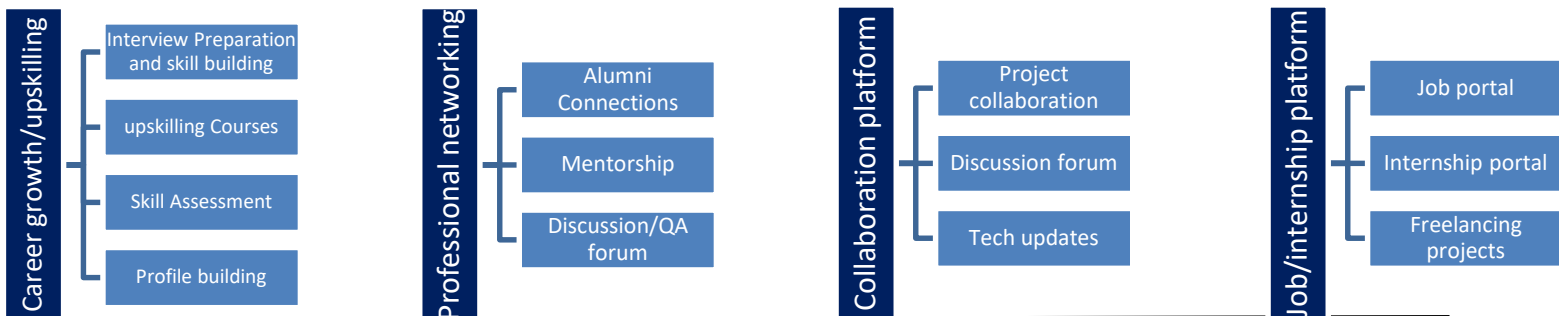 Career growth/upskilling
Interview Preparation
and skill building
upskilling Courses
Skill Assessment
Profile building
Professional networking
Alumni
Connections
Mentorship
Discussion/QA
forum
Collaboration platform
Project
collaboration
Discussion forum
Tech updates
Job/internship platform
Job portal
Internship portal
Freelancing
projects